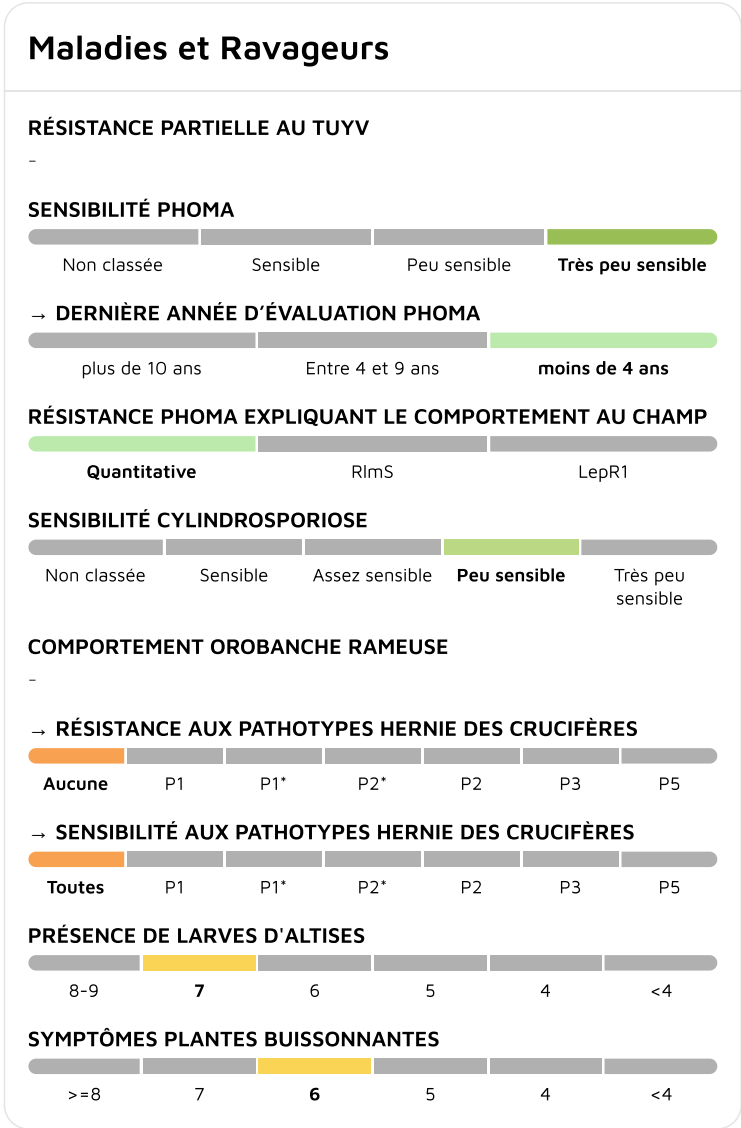 Maladies et Ravageurs
RÉSISTANCE PARTIELLE AU TUYV
-
SENSIBILITÉ PHOMA
Non classée Sensible Peu sensible Très peu sensible
→ DERNIÈRE ANNÉE D’ÉVALUATION PHOMA
plus de 10 ans Entre 4 et 9 ans moins de 4 ans
RÉSISTANCE PHOMA EXPLIQUANT LE COMPORTEMENT AU CHAMP
Quantitative RlmS LepR1
SENSIBILITÉ CYLINDROSPORIOSE
Non classée Sensible Assez sensible Peu sensible Très peu
sensible
COMPORTEMENT OROBANCHE RAMEUSE
-
→ RÉSISTANCE AUX PATHOTYPES HERNIE DES CRUCIFÈRES
Aucune P1 P1* P2* P2 P3 P5
→ SENSIBILITÉ AUX PATHOTYPES HERNIE DES CRUCIFÈRES
Toutes P1 P1* P2* P2 P3 P5
PRÉSENCE DE LARVES D'ALTISES
8-9 7 6 5 4 <4
SYMPTÔMES PLANTES BUISSONNANTES
>=8 7 6 5 4 <4